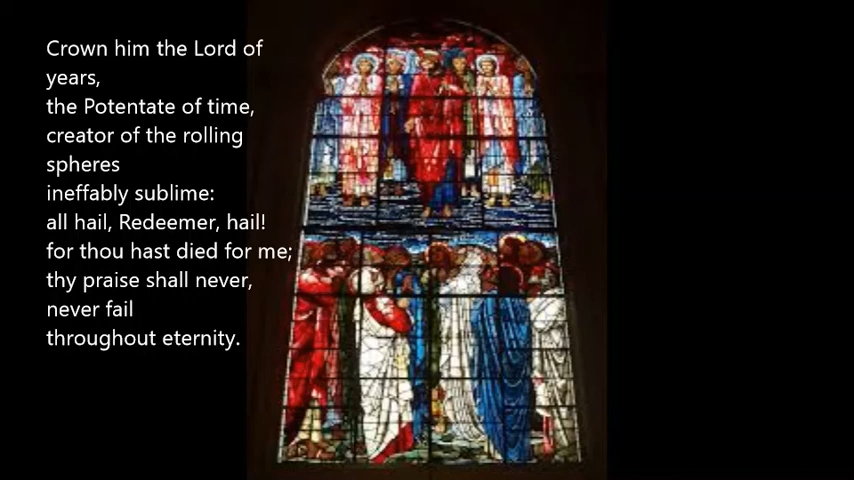 Crown him the Lord of
years,
the Potentate of time,
creator of the rolling
spheres
ineffably sublime:
all hail, Redeemer, hail!
for thou hast died for me;
thy praise shall never,
never fail
throughout eternity.